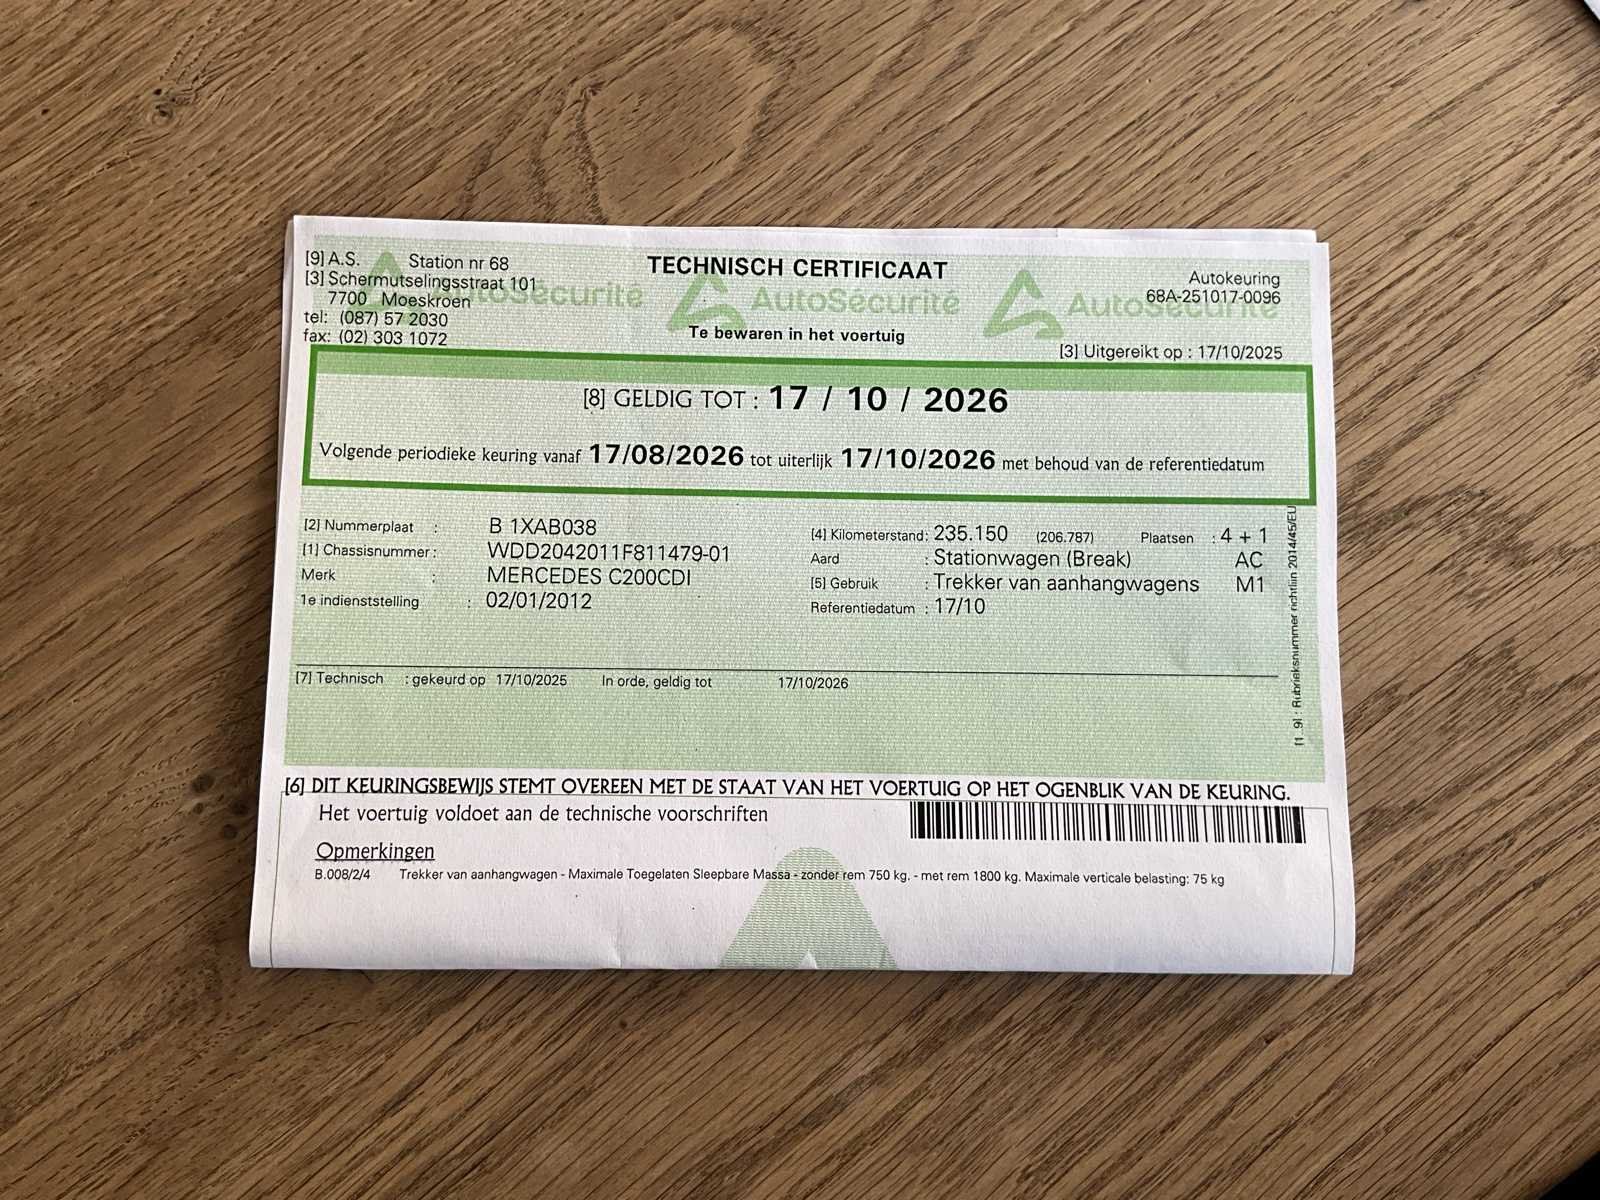 [9] A.S. Station nr 68
[3] Schermutselingsstraat 101
7700 Moeskroen
tel: (087) 57 2030
fax: (02) 303 1072
TECHNISCH CERTIFICAAT
AutoSécurité AutoSécurité AutoSécurité
Te bewaren in het voertuig
Autokeuring
68A-251017-0096
[3] Uitgereikt op : 17/10/2025
[8] GELDIG TOT : 17 / 10 / 2026
Volgende periodieke keuring vanaf 17/08/2026 tot uiterlijk 17/10/2026 met behoud van de referentiedatum
[2] Nummerplaat : B 1XAB038
[1] Chassisnummer : WDD2042011F811479-01
Merk : MERCEDES C200CDI
1e indienststelling : 02/01/2012
[4] Kilometerstand : 235.150 (206.787) Plaatsen : 4 + 1
Aard : Stationwagen (Break) AC
[5] Gebruik : Trekker van aanhangwagens M1
Referentiedatum : 17/10
[1..9] : Rubrieksnummer richtlijn 2014/45/EU
[7] Technisch : gekeurd op 17/10/2025 In orde, geldig tot 17/10/2026
[6] DIT KEURINGSBEWIJS STEMT OVEREEN MET DE STAAT VAN HET VOERTUIG OP HET OGENBLIK VAN DE KEURING.
Het voertuig voldoet aan de technische voorschriften
Opmerkingen
B.008/2/4 Trekker van aanhangwagen - Maximale Toegelaten Sleepbare Massa - zonder rem 750 kg. - met rem 1800 kg. Maximale verticale belasting: 75 kg